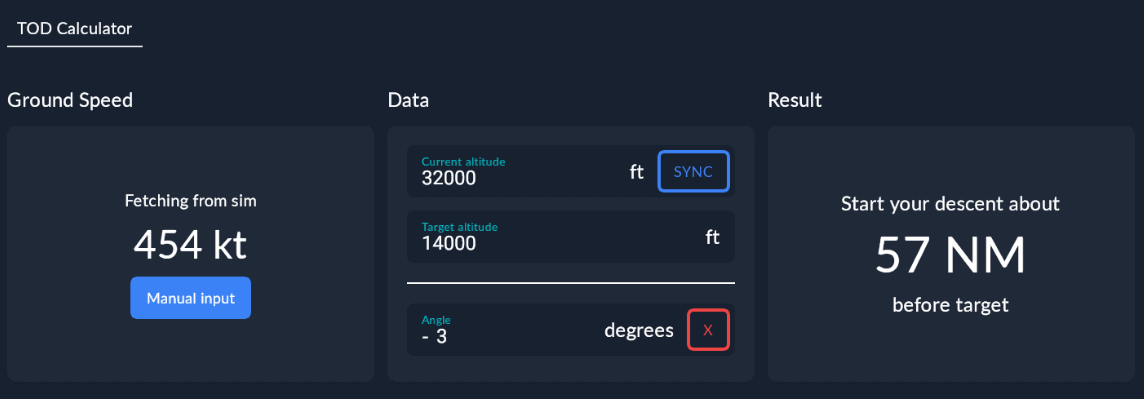 TOD Calculator
Ground Speed
Fetching from sim
454 kt
Manual input
Data
Current altitude
32000 ft SYNC
Target altitude
14000 ft
Angle
- 3 degrees X
Result
Start your descent about
57 NM
before target